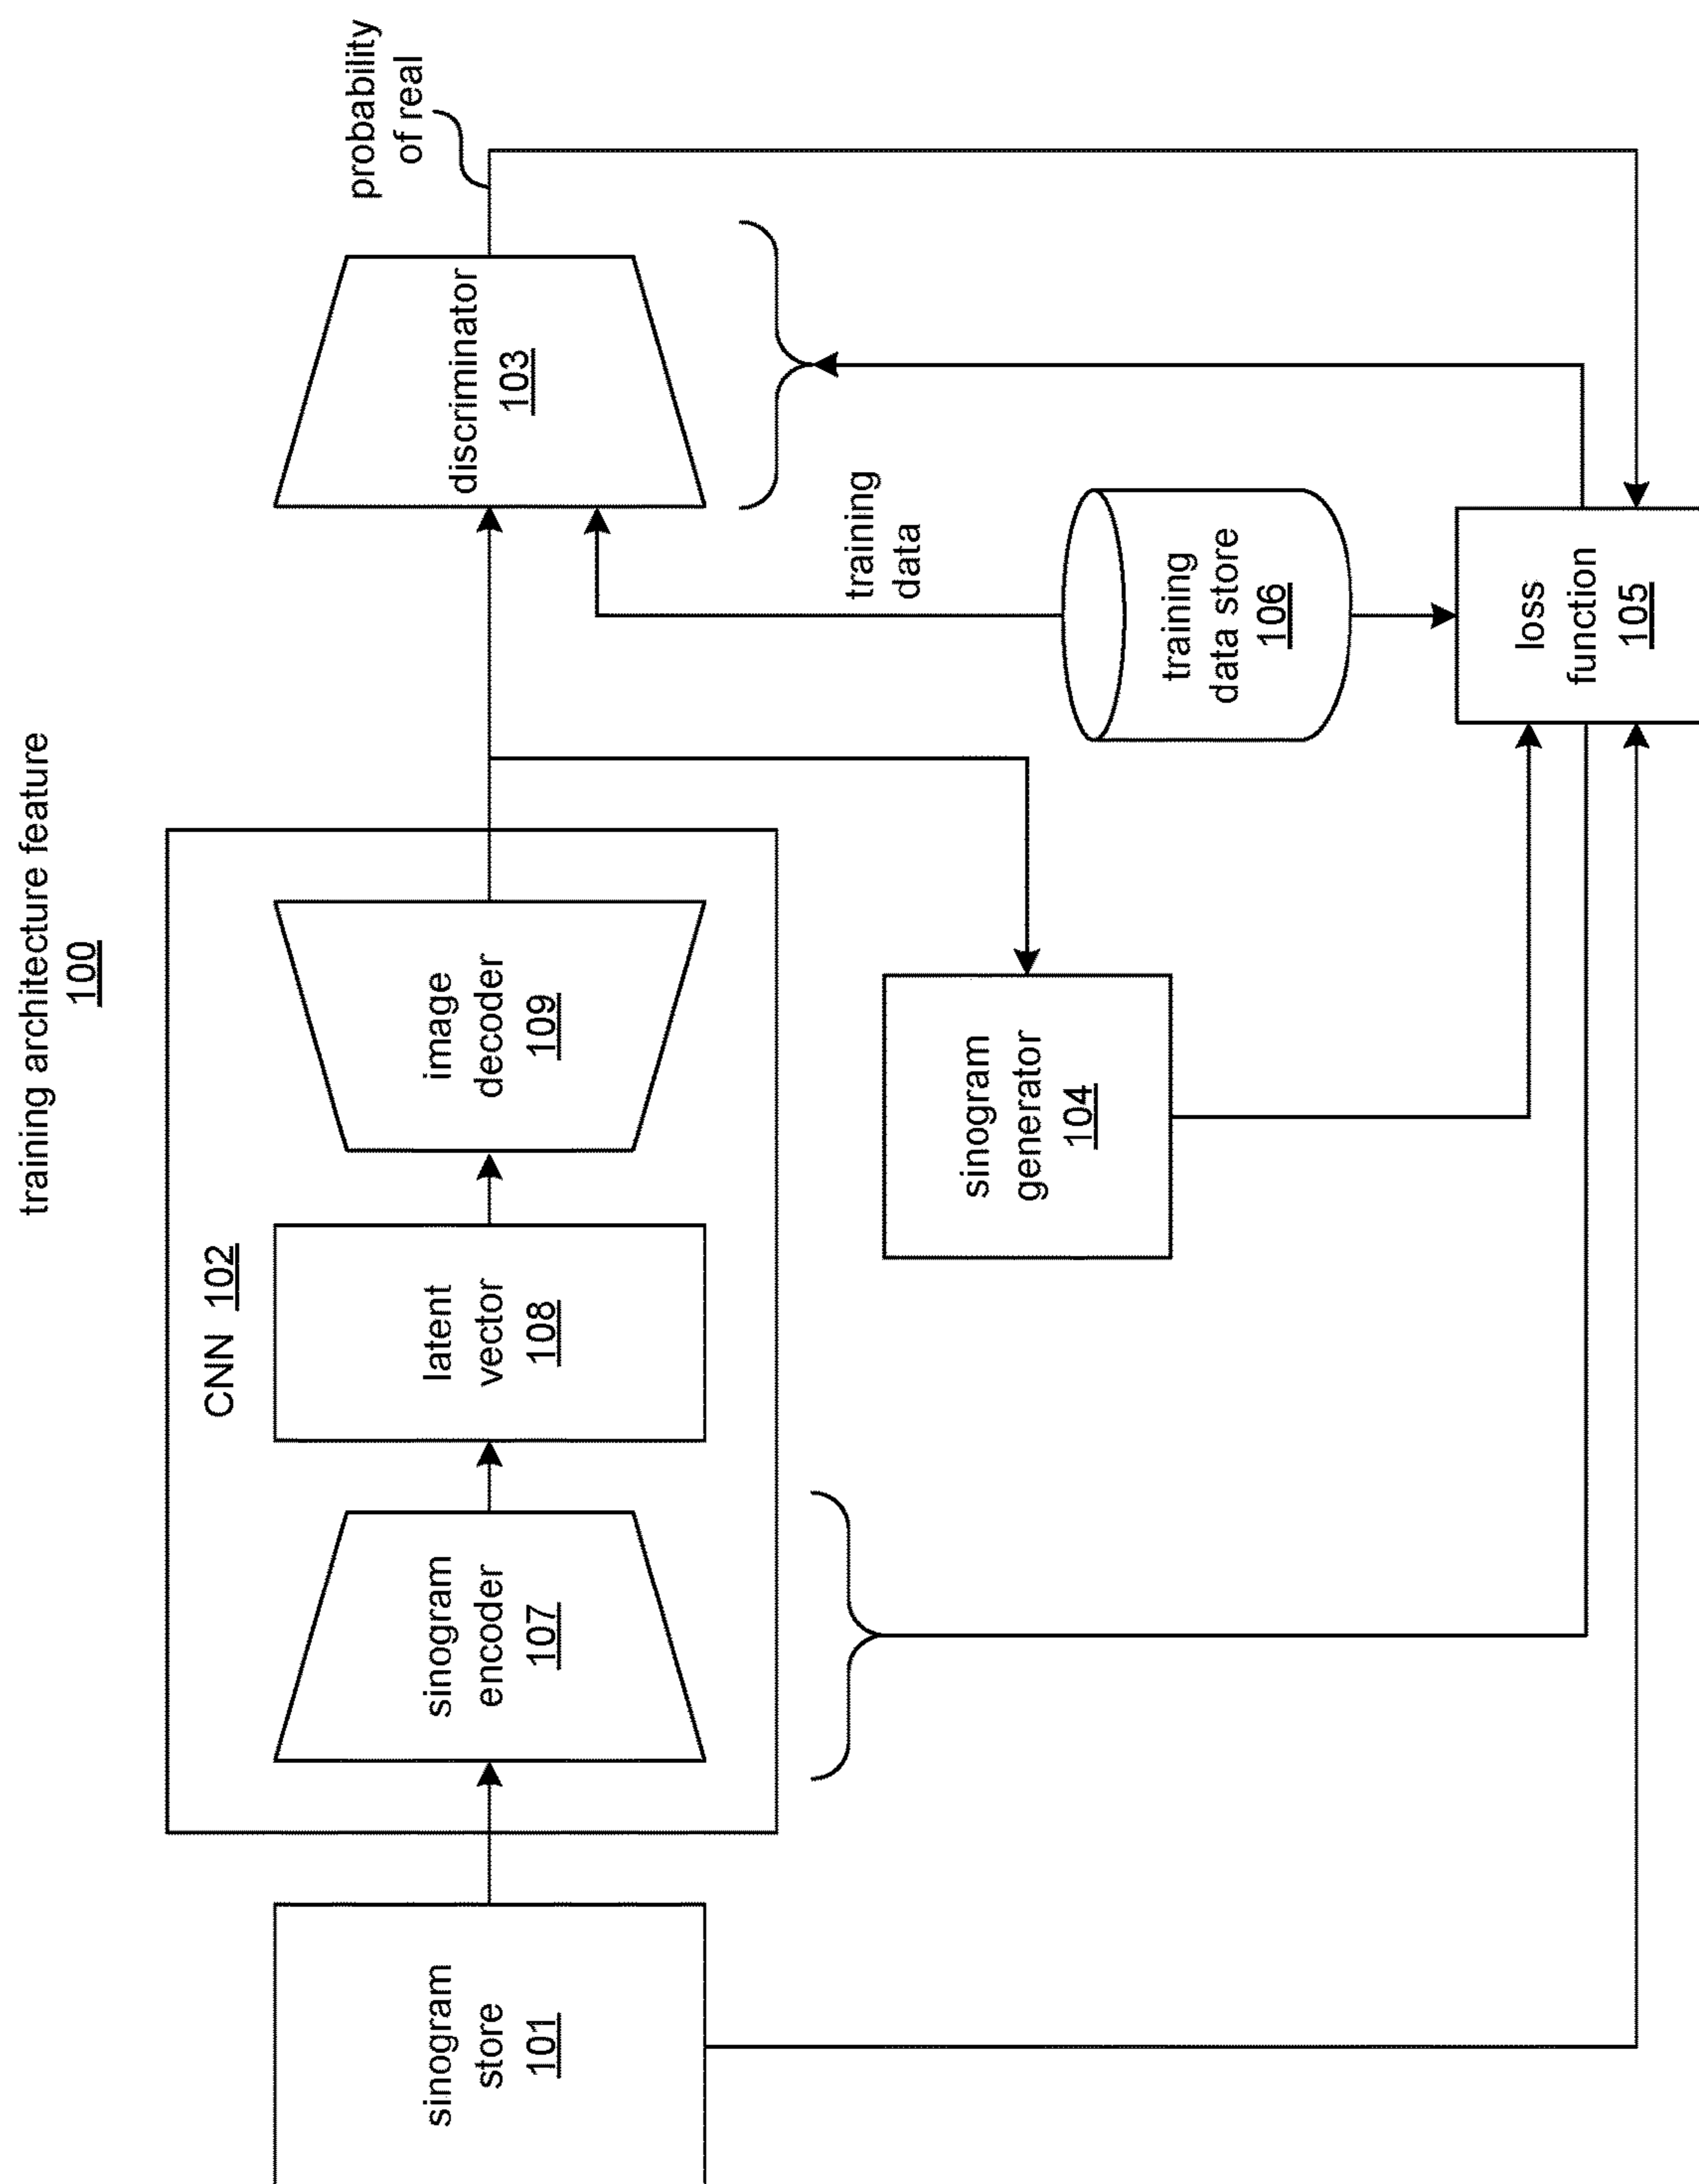 training architecture feature
100
CNN 102
sinogram
store
101
sinogram
encoder
107
latent
vector
108
image
decoder
109
discriminator
103
probability
of real
sinogram
generator
104
training
data
training
data store
106
loss
function
105